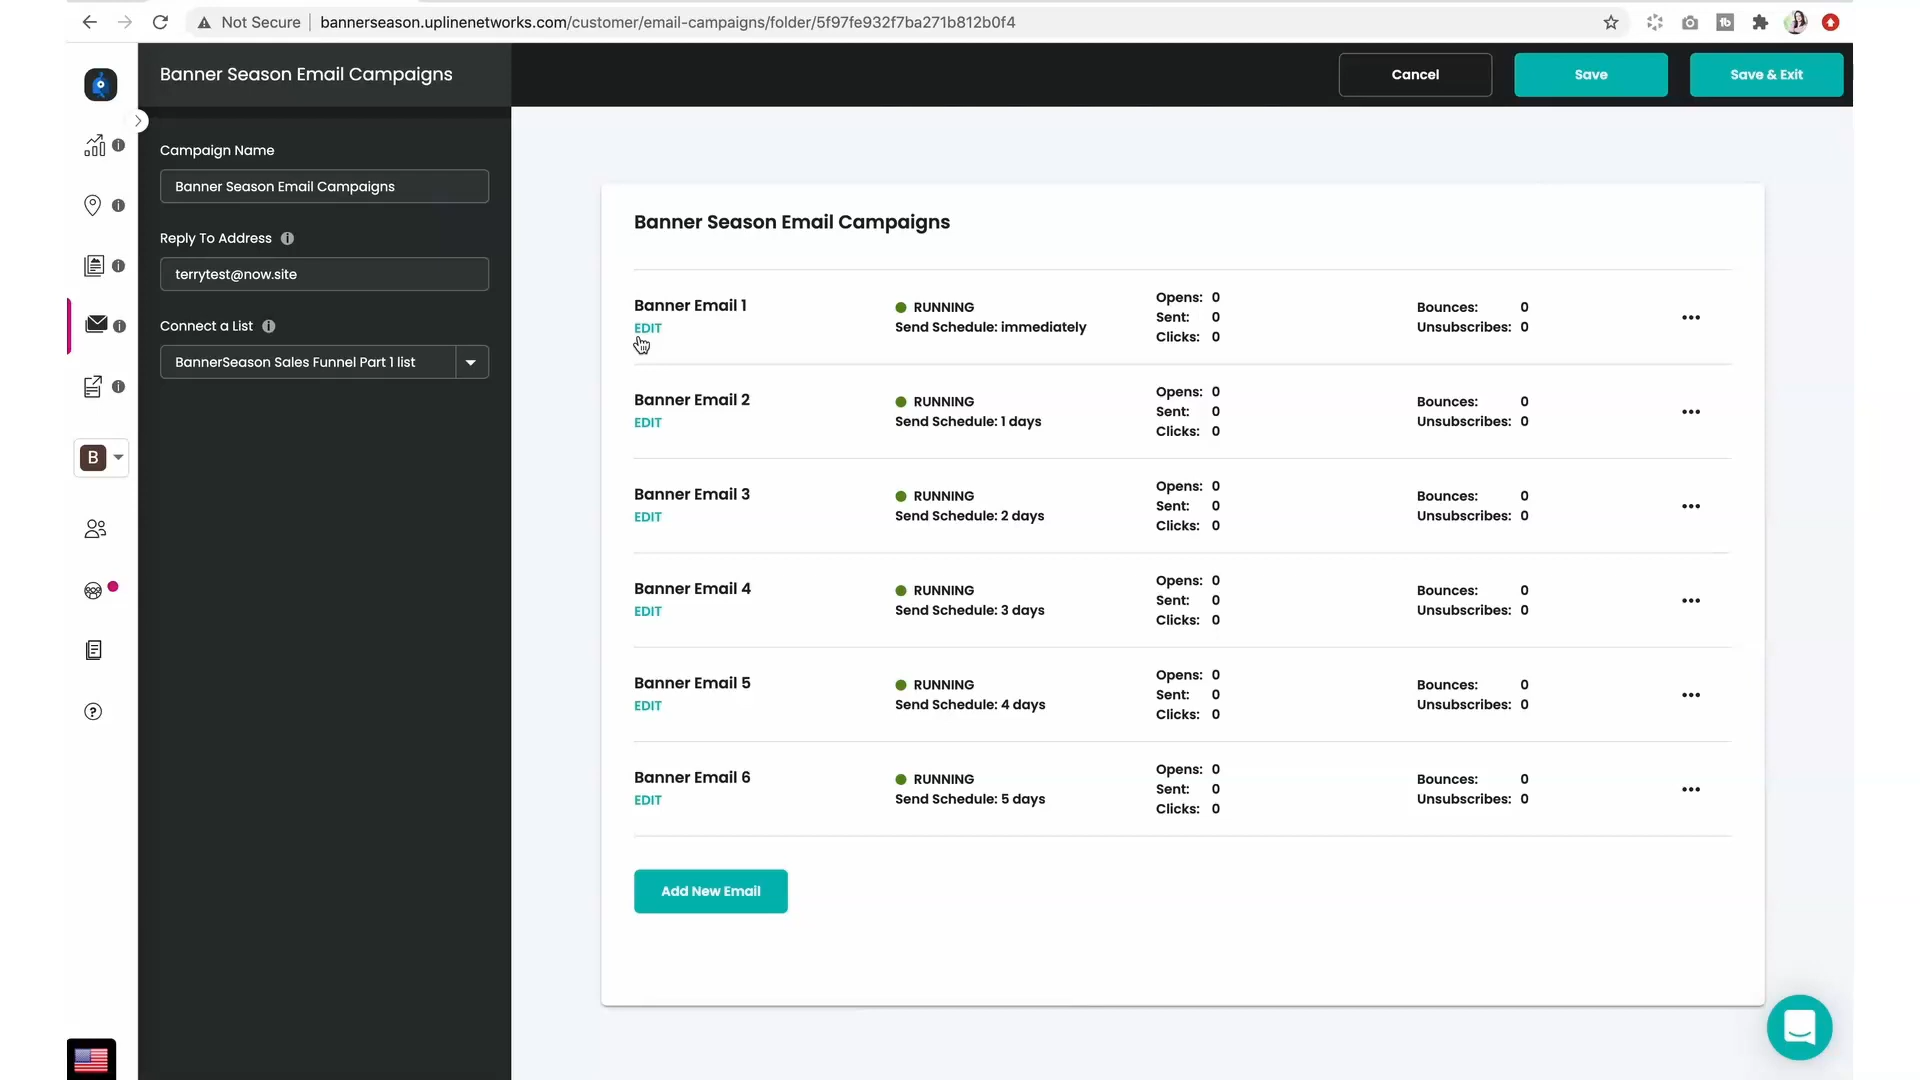 Not Secure | bannerseason.uplinenetworks.com/customer/email-campaigns/folder/5f97fe932f7ba271b812b0f4
Banner Season Email Campaigns
Cancel
Save
Save & Exit
Campaign Name
Banner Season Email Campaigns
Reply To Address
terrytest@now.site
Connect a List
BannerSeason Sales Funnel Part 1 list
B
Banner Season Email Campaigns
Banner Email 1
EDIT
RUNNING
Send Schedule: immediately
Opens: 0
Sent: 0
Clicks: 0
Bounces: 0
Unsubscribes: 0
Banner Email 2
EDIT
RUNNING
Send Schedule: 1 days
Opens: 0
Sent: 0
Clicks: 0
Bounces: 0
Unsubscribes: 0
Banner Email 3
EDIT
RUNNING
Send Schedule: 2 days
Opens: 0
Sent: 0
Clicks: 0
Bounces: 0
Unsubscribes: 0
Banner Email 4
EDIT
RUNNING
Send Schedule: 3 days
Opens: 0
Sent: 0
Clicks: 0
Bounces: 0
Unsubscribes: 0
Banner Email 5
EDIT
RUNNING
Send Schedule: 4 days
Opens: 0
Sent: 0
Clicks: 0
Bounces: 0
Unsubscribes: 0
Banner Email 6
EDIT
RUNNING
Send Schedule: 5 days
Opens: 0
Sent: 0
Clicks: 0
Bounces: 0
Unsubscribes: 0
Add New Email